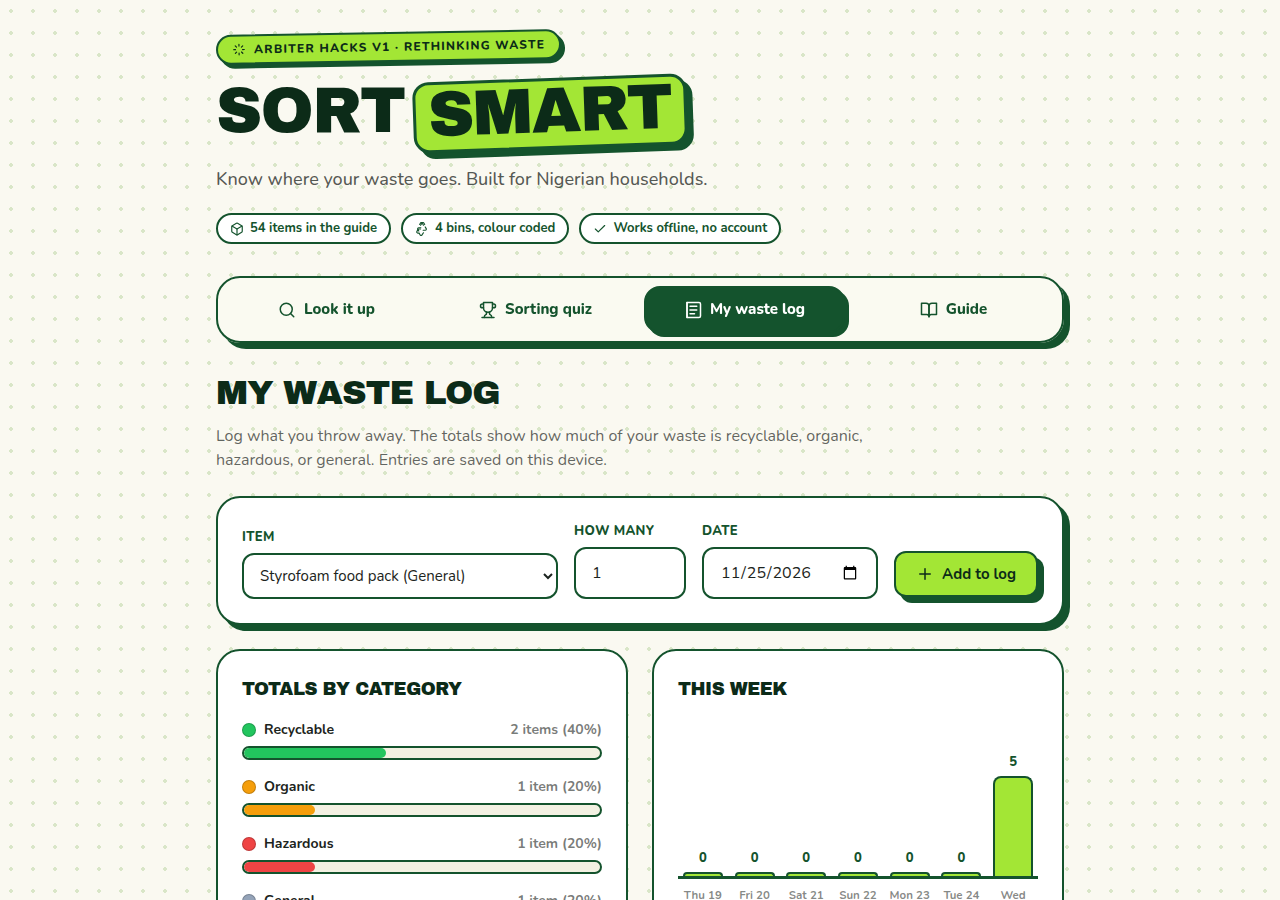 ARBITER HACKS V1 · RETHINKING WASTE
SORT SMART
Know where your waste goes. Built for Nigerian households.
54 items in the guide
4 bins, colour coded
Works offline, no account
Look it up
Sorting quiz
My waste log
Guide
MY WASTE LOG
Log what you throw away. The totals show how much of your waste is recyclable, organic,
hazardous, or general. Entries are saved on this device.
ITEM
HOW MANY
DATE
Styrofoam food pack (General)
1
11/25/2026
Add to log
TOTALS BY CATEGORY
Recyclable
2 items (40%)
Organic
1 item (20%)
Hazardous
1 item (20%)
General
1 item (20%)
THIS WEEK
0
0
0
0
0
0
5
Thu 19
Fri 20
Sat 21
Sun 22
Mon 23
Tue 24
Wed